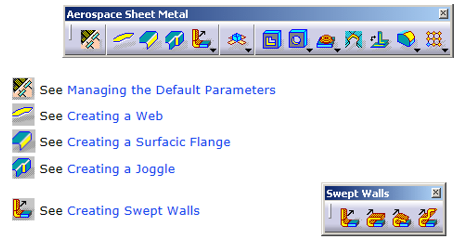 Aerospace Sheet Metal
See Managing the Default Parameters
See Creating a Web
See Creating a Surfacic Flange
See Creating a Joggle
See Creating Swept Walls
Swept Walls